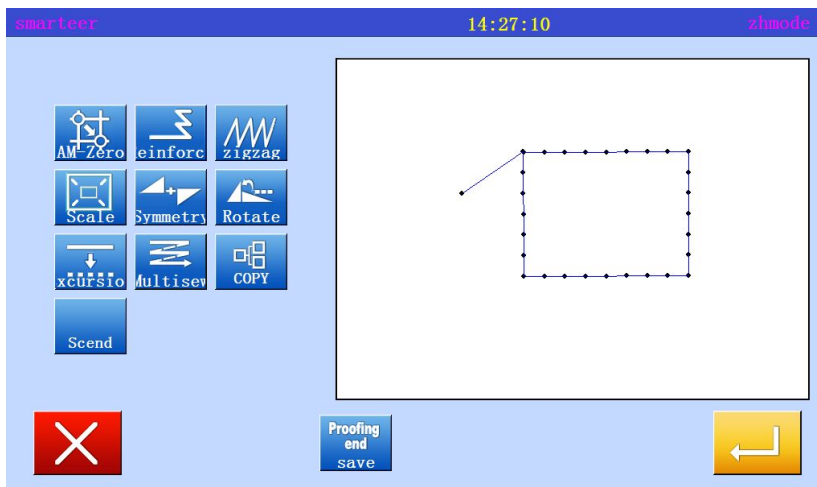 smarteer 14:27:10 zhmode
AM-Zero einforc zigzag
Scale Symmetry Rotate
xcursio Multisew COPY
Scend
Proofing
end
save